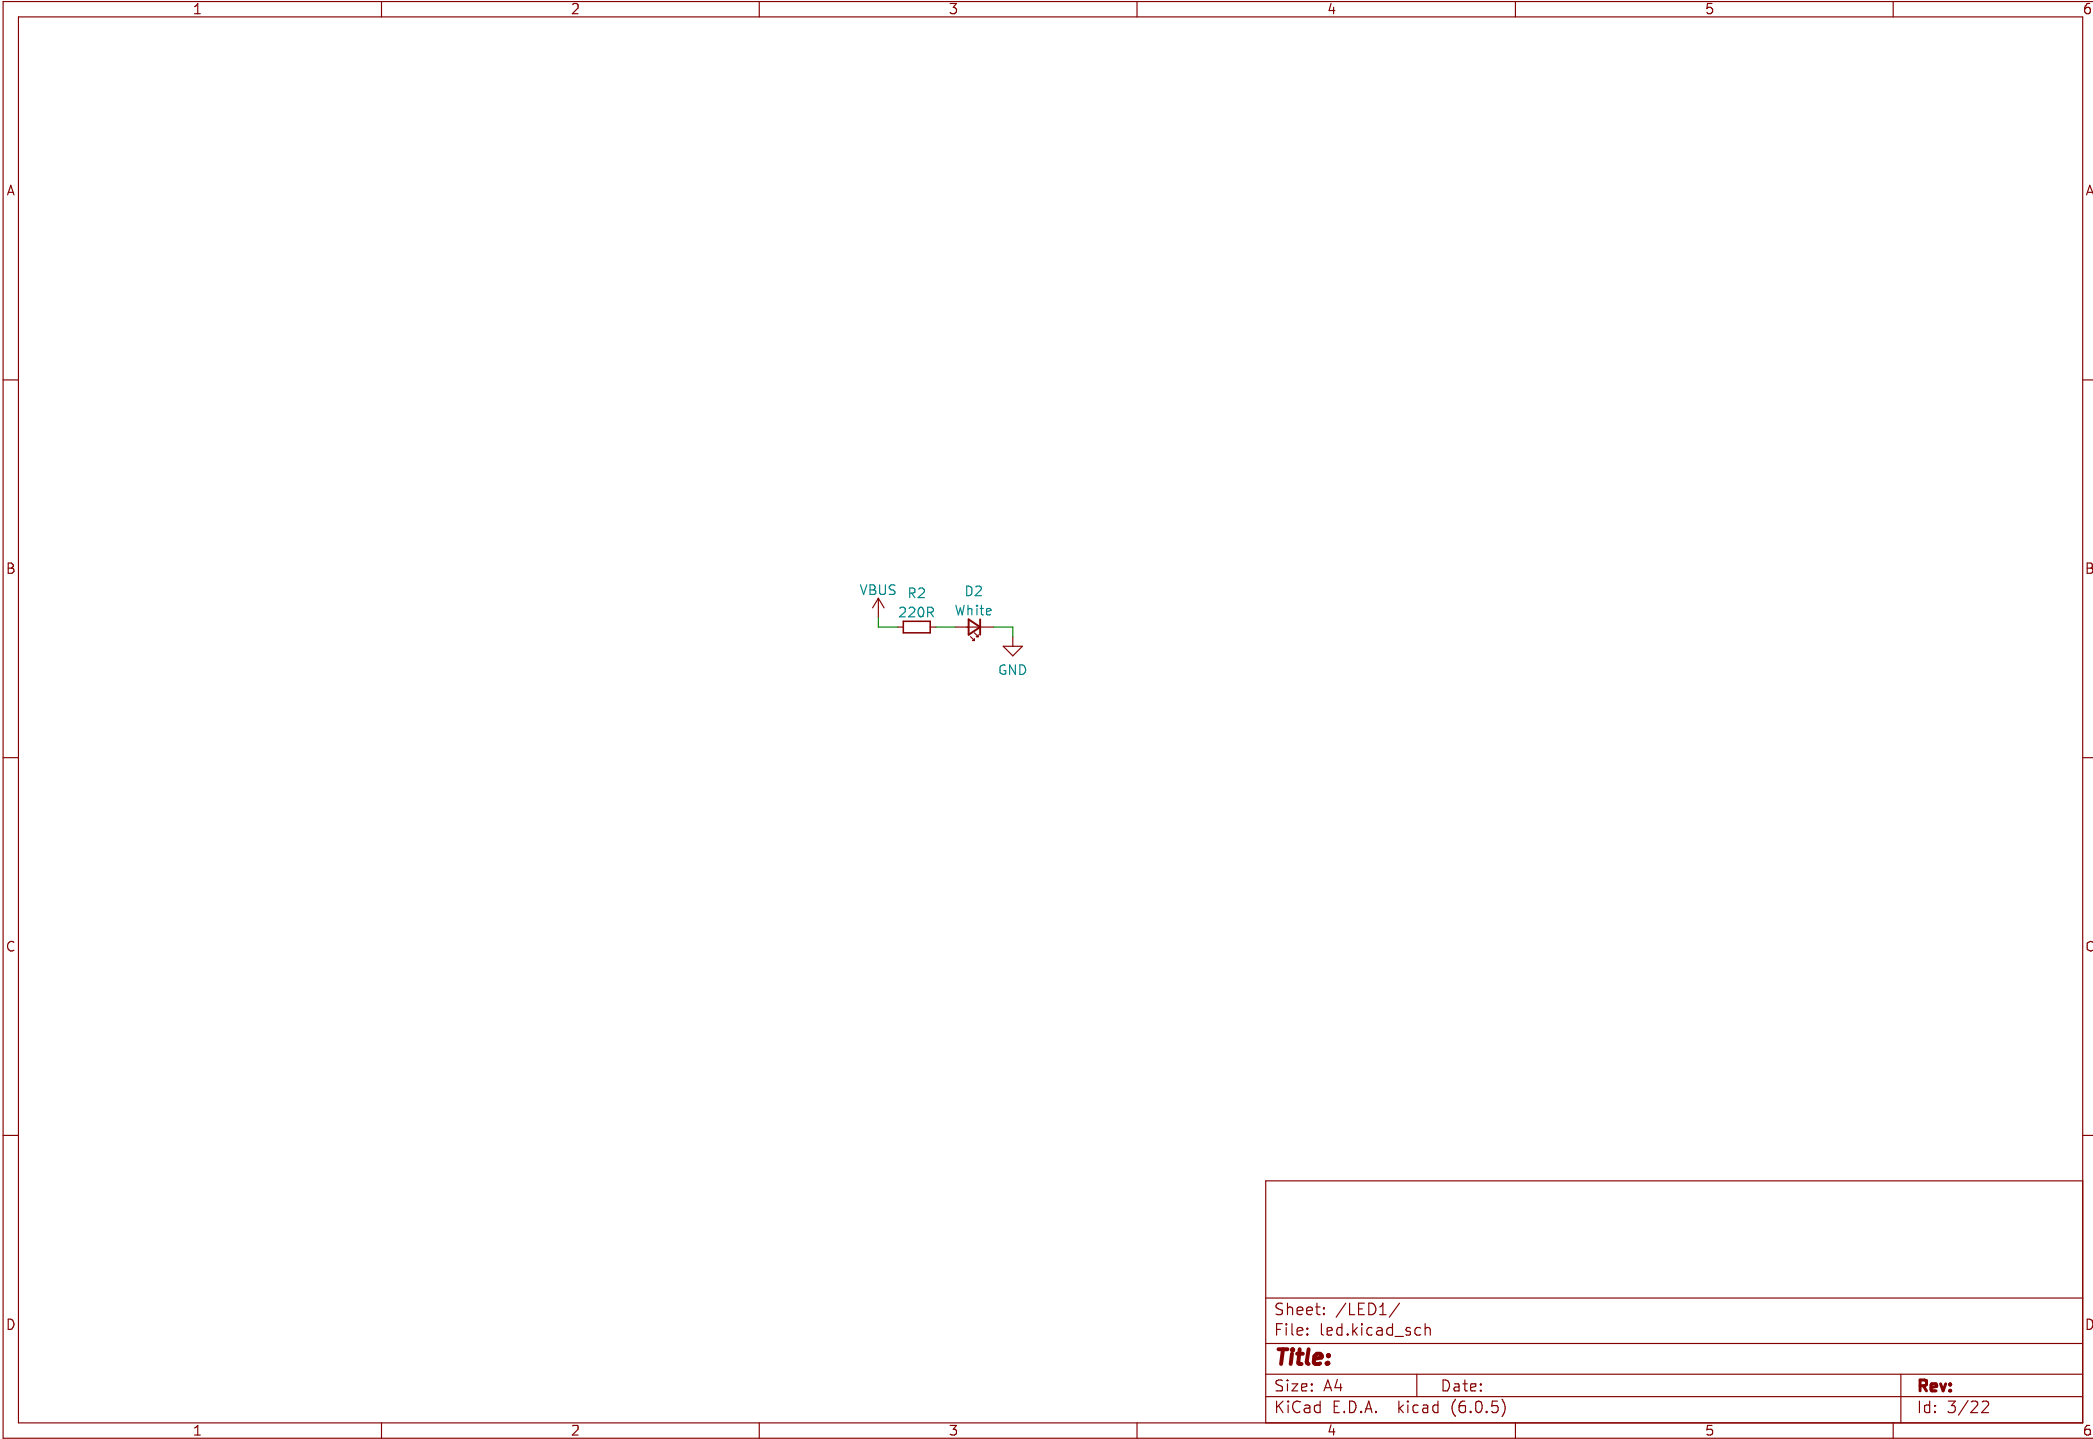 1 2 3 4 5 6
A A
VBUS R2 D2
220R White
B B
GND
C C
Sheet: /LED1/
File: led.kicad_sch
D D
Title:
Size: A4 Date: Rev:
KiCad E.D.A. kicad (6.0.5) Id: 3/22
1 2 3 4 5 6